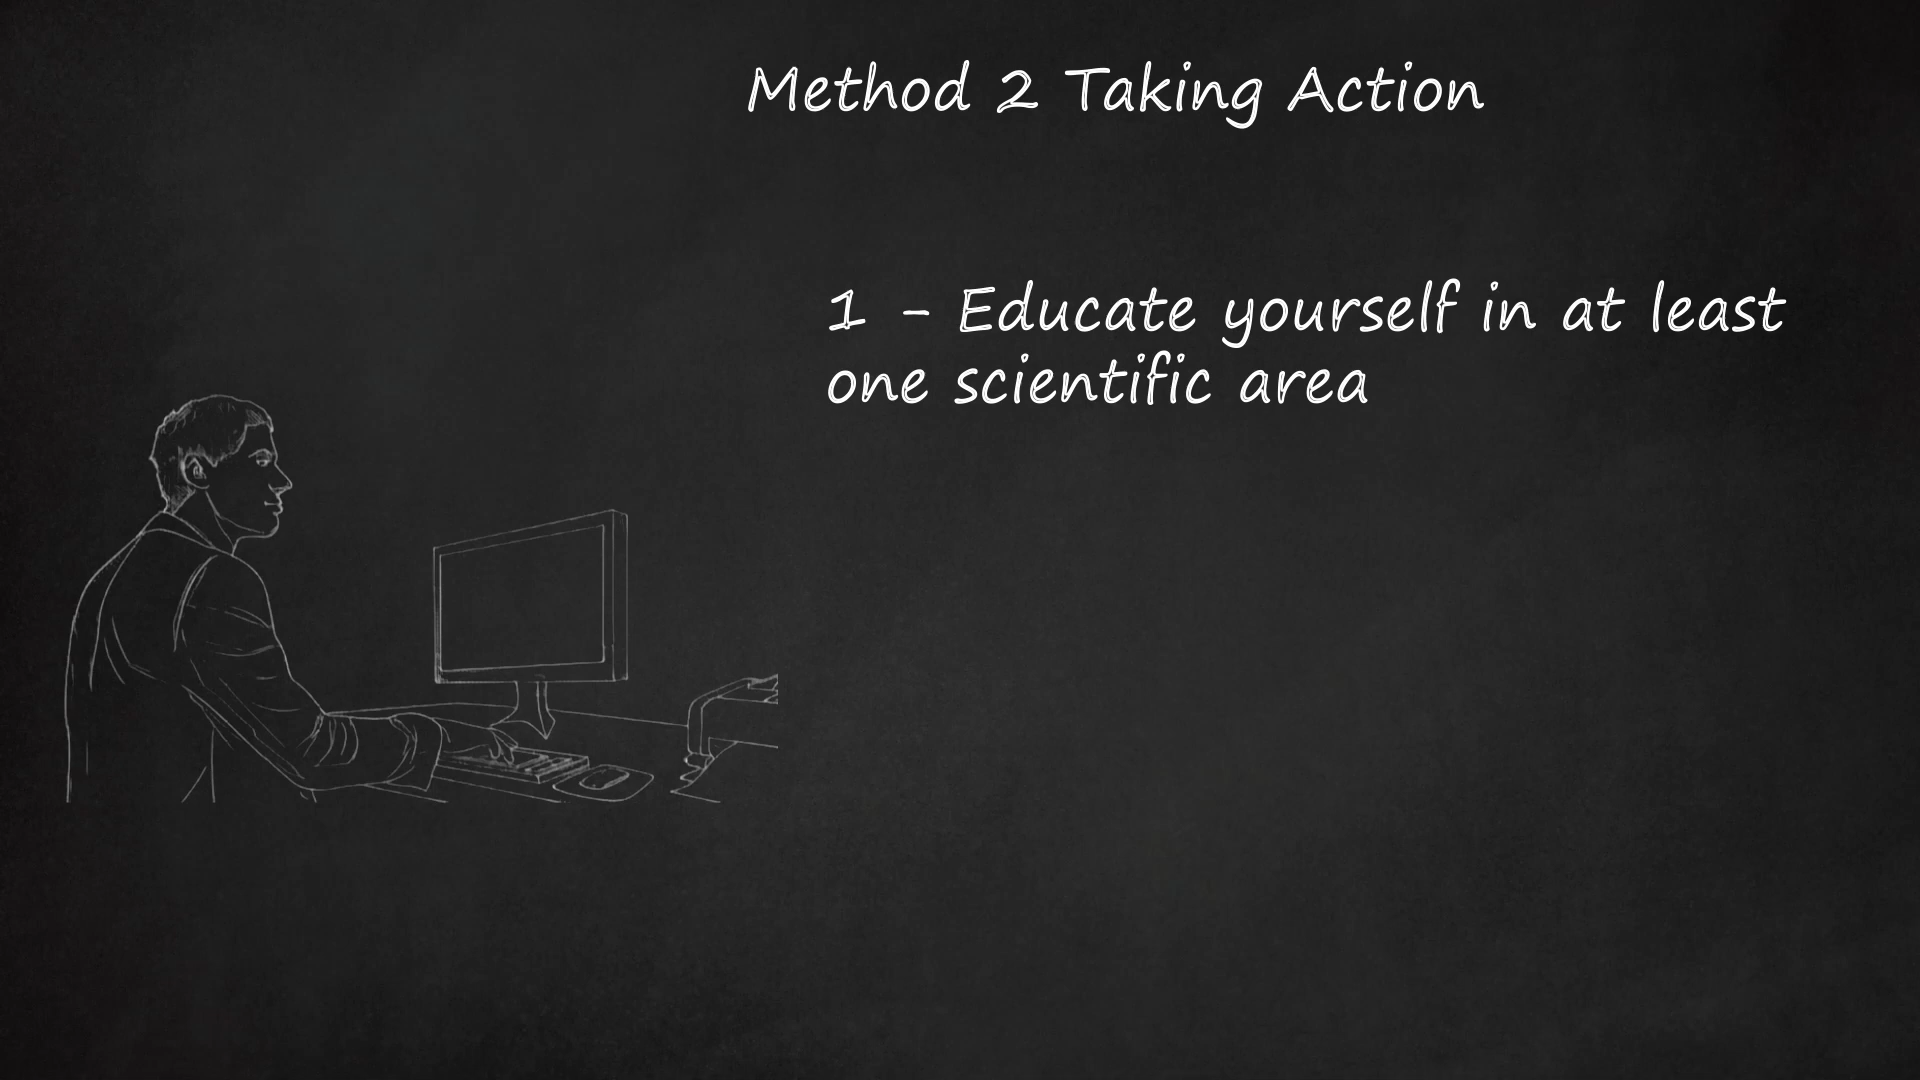 Method 2 Taking Action
1 - Educate yourself in at least
one scientific area